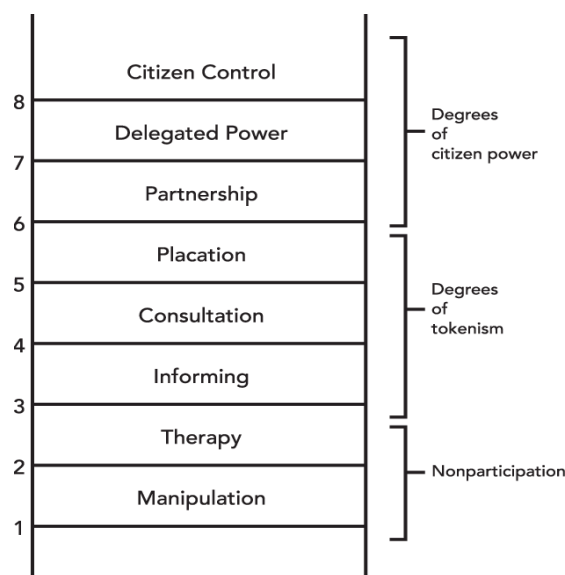 Citizen Control
8
Delegated Power
7
Partnership
6
Placation
5
Consultation
4
Informing
3
Therapy
2
Manipulation
1
Degrees
of
citizen power
Degrees
of
tokenism
Nonparticipation